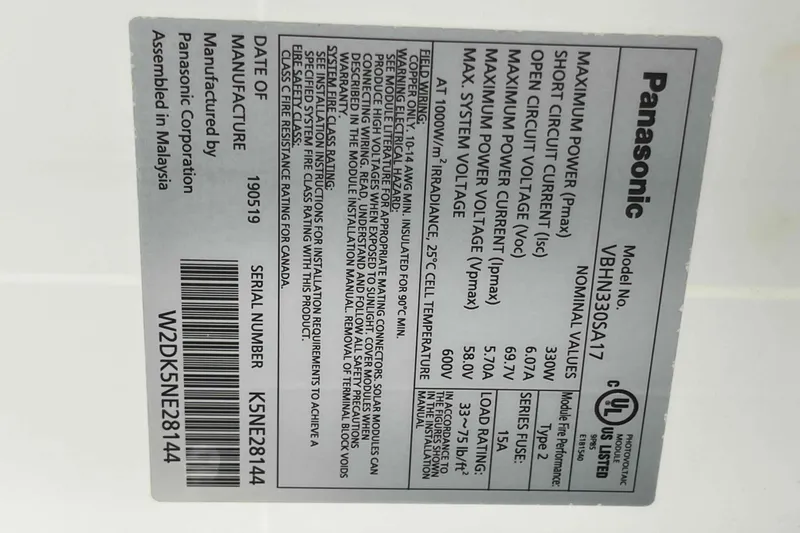 Panasonic
Model No.
VBHN330SA17
C UL US LISTED
PHOTOVOLTAIC
MODULE
5P85
E181540
NOMINAL VALUES
MAXIMUM POWER (Pmax) 330W
SHORT CIRCUIT CURRENT (Isc) 6.07A
OPEN CIRCUIT VOLTAGE (Voc) 69.7V
MAXIMUM POWER CURRENT (Ipmax) 5.70A
MAXIMUM POWER VOLTAGE (Vpmax) 58.0V
MAX. SYSTEM VOLTAGE 600V
AT 1000W/m² IRRADIANCE, 25°C CELL TEMPERATURE
Module Fire Performance:
Type 2
SERIES FUSE:
15A
LOAD RATING:
33~75 lb/ft²
IN ACCORDANCE TO
THE FIGURES SHOWN
IN THE INSTALLATION
MANUAL
FIELD WIRING:
COPPER ONLY. 10-14 AWG MIN. INSULATED FOR 90°C MIN.
WARNING ELECTRICAL HAZARD:
SEE MODULE LITERATURE FOR APPROPRIATE MATING CONNECTORS. SOLAR MODULES CAN
PRODUCE HIGH VOLTAGES WHEN EXPOSED TO SUNLIGHT. COVER MODULES WHEN
CONNECTING WIRING. READ, UNDERSTAND AND FOLLOW ALL SAFETY PRECAUTIONS
DESCRIBED IN THE MODULE INSTALLATION MANUAL. REMOVAL OF TERMINAL BLOCK VOIDS
WARRANTY.
SYSTEM FIRE CLASS RATING:
SEE INSTALLATION INSTRUCTIONS FOR INSTALLATION REQUIREMENTS TO ACHIEVE A
SPECIFIED SYSTEM FIRE CLASS RATING WITH THIS PRODUCT.
FIRE SAFETY CLASS:
CLASS C FIRE RESISTANCE RATING FOR CANADA.
DATE OF
MANUFACTURE 190519
SERIAL NUMBER K5NE28144
Manufactured by
Panasonic Corporation
Assembled in Malaysia
W2DK5NE28144